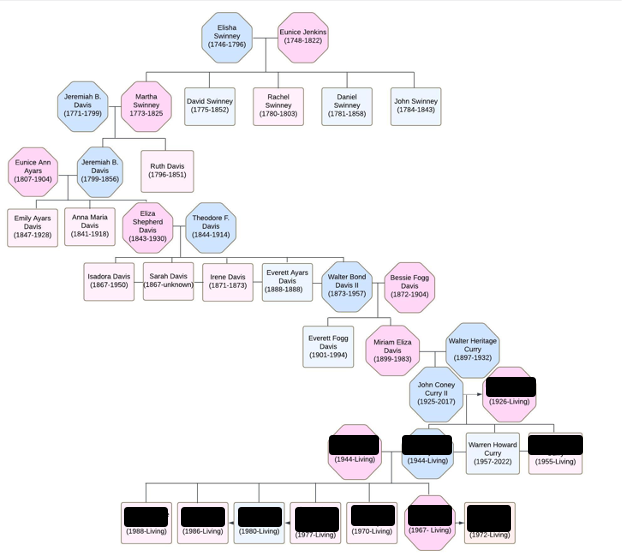 Elisha
Swinney
(1746-1796)
Eunice Jenkins
(1748-1822)
Jeremiah B.
Davis
(1771-1799)
Martha
Swinney
1773-1825
David Swinney
(1775-1852)
Rachel
Swinney
(1780-1803)
Daniel
Swinney
(1781-1858)
John Swinney
(1784-1843)
Eunice Ann
Ayars
(1807-1904)
Jeremiah B.
Davis
(1799-1856)
Ruth Davis
(1796-1851)
Emily Ayars
Davis
(1847-1928)
Anna Maria
Davis
(1841-1918)
Eliza
Shepherd
Davis
(1843-1930)
Theodore F.
Davis
(1844-1914)
Isadora Davis
(1867-1950)
Sarah Davis
(1867-unknown)
Irene Davis
(1871-1873)
Everett Ayars
Davis
(1888-1888)
Walter Bond
Davis II
(1873-1957)
Bessie Fogg
Davis
(1872-1904)
Everett Fogg
Davis
(1901-1994)
Miriam Eliza
Davis
(1899-1983)
Walter Heritage
Curry
(1897-1932)
John Coney
Curry II
(1925-2017)
(1926-Living)
(1944-Living)
(1944-Living)
Warren Howard
Curry
(1957-2022)
(1955-Living)
(1988-Living)
(1986-Living)
(1980-Living)
(1977-Living)
(1970-Living)
(1967- Living)
(1972-Living)